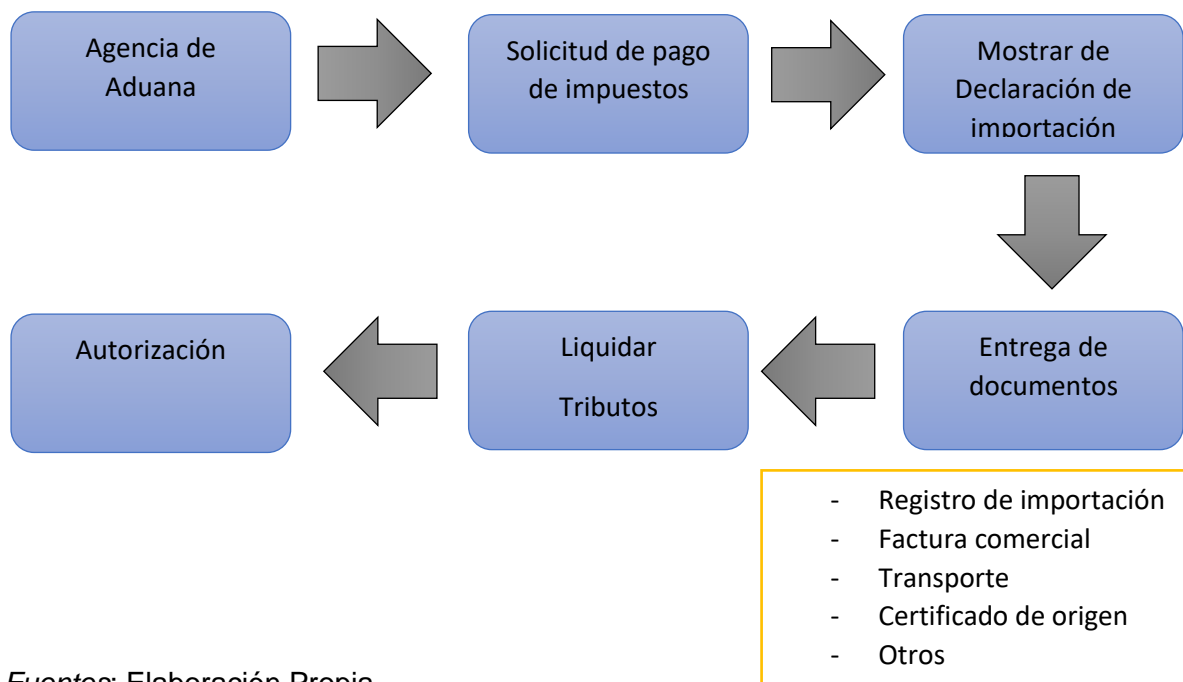 Agencia de
Aduana
Solicitud de pago
de impuestos
Mostrar de
Declaración de
importación
Entrega de
documentos
Liquidar
Tributos
Autorización
- Registro de importación
- Factura comercial
- Transporte
- Certificado de origen
- Otros
Fuentes: Elaboración Propia